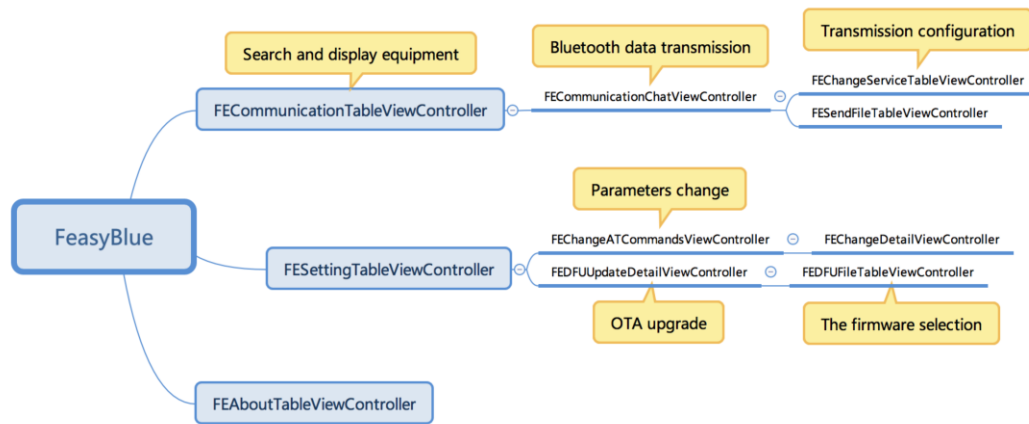 Transmission configuration
Search and display equipment
Bluetooth data transmission
FEChangeServiceTableViewController
FECommunicationTableViewController
FECommunicationChatViewController
FESendFileTableViewController
Parameters change
FeasyBlue
FEChangeATCommandsViewController
FEChangeDetailViewController
FESettingTableViewController
FEDFUUpdateDetailViewController
FEDFUFileTableViewController
OTA upgrade
The firmware selection
FEAboutTableViewController